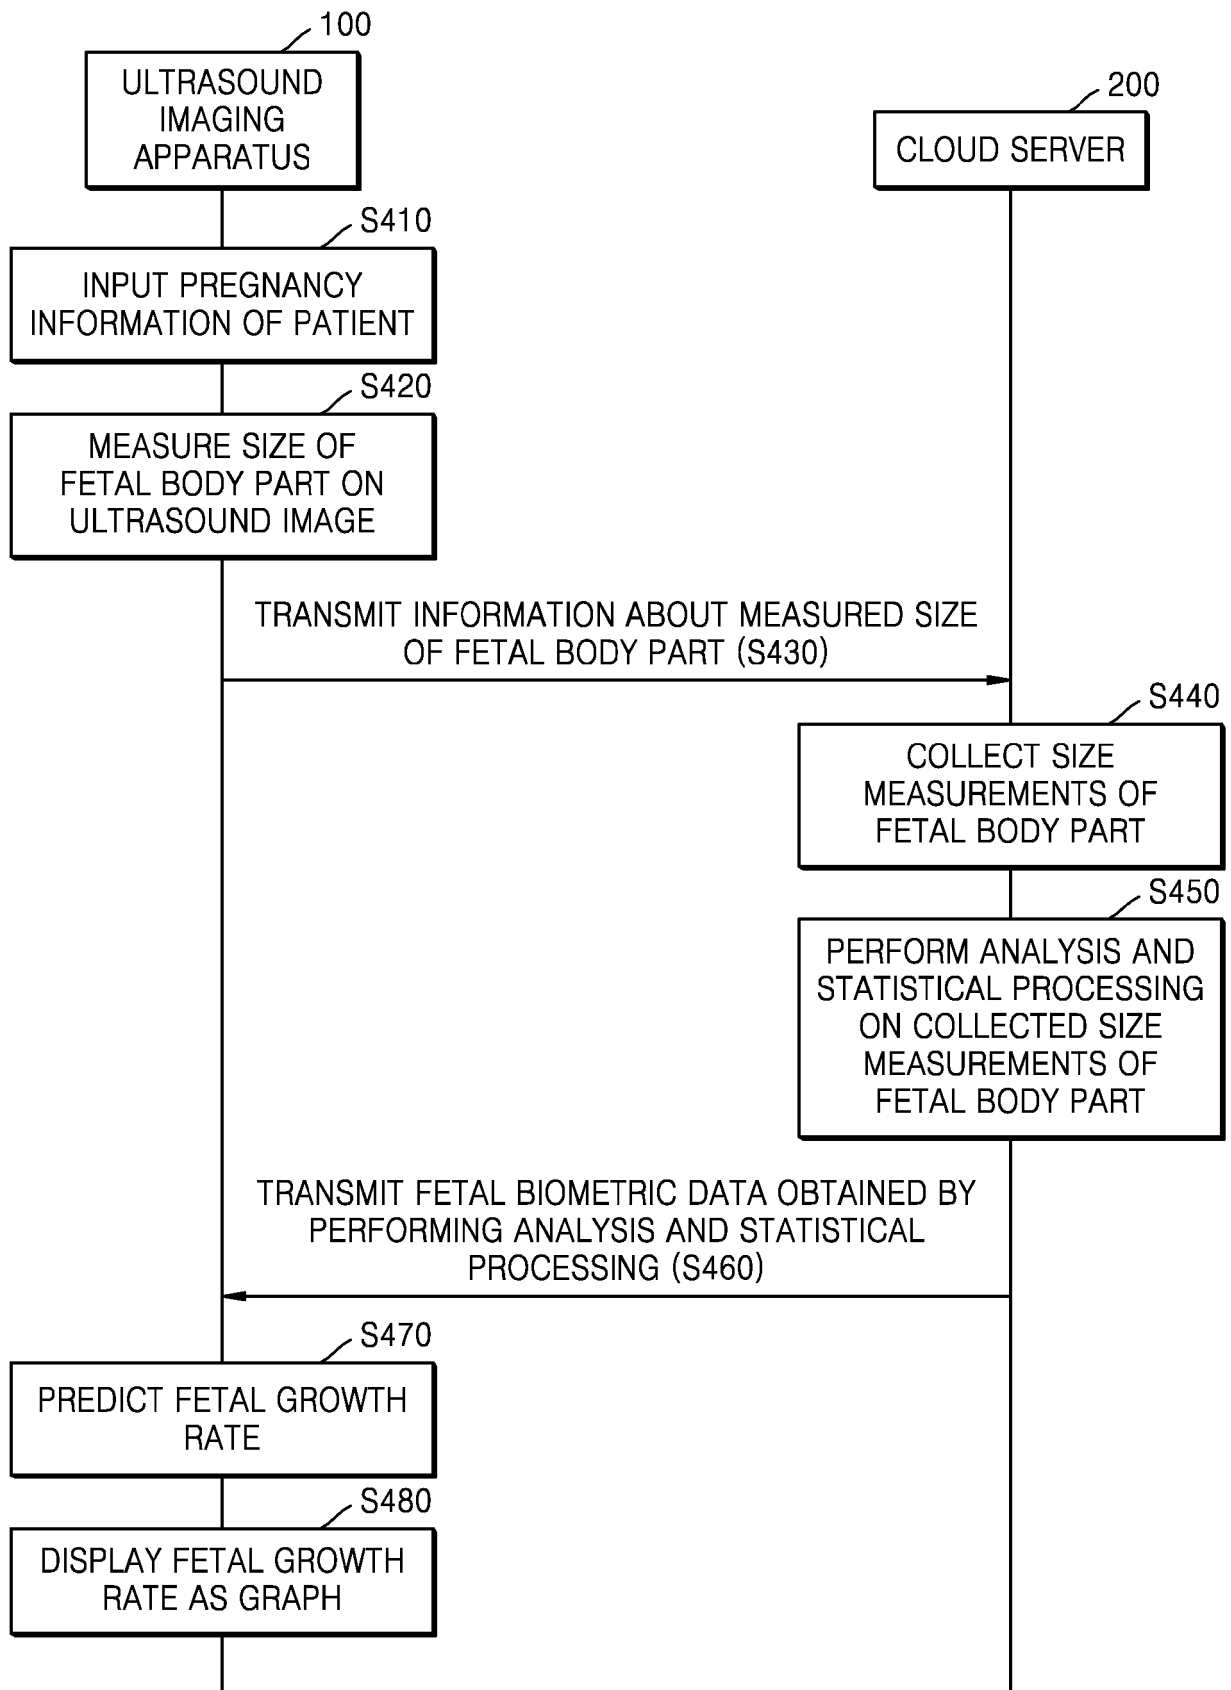 100
ULTRASOUND
IMAGING
APPARATUS
200
CLOUD SERVER
S410
INPUT PREGNANCY
INFORMATION OF PATIENT
S420
MEASURE SIZE OF
FETAL BODY PART ON
ULTRASOUND IMAGE
TRANSMIT INFORMATION ABOUT MEASURED SIZE
OF FETAL BODY PART (S430)
S440
COLLECT SIZE
MEASUREMENTS OF
FETAL BODY PART
S450
PERFORM ANALYSIS AND
STATISTICAL PROCESSING
ON COLLECTED SIZE
MEASUREMENTS OF
FETAL BODY PART
TRANSMIT FETAL BIOMETRIC DATA OBTAINED BY
PERFORMING ANALYSIS AND STATISTICAL
PROCESSING (S460)
S470
PREDICT FETAL GROWTH
RATE
S480
DISPLAY FETAL GROWTH
RATE AS GRAPH